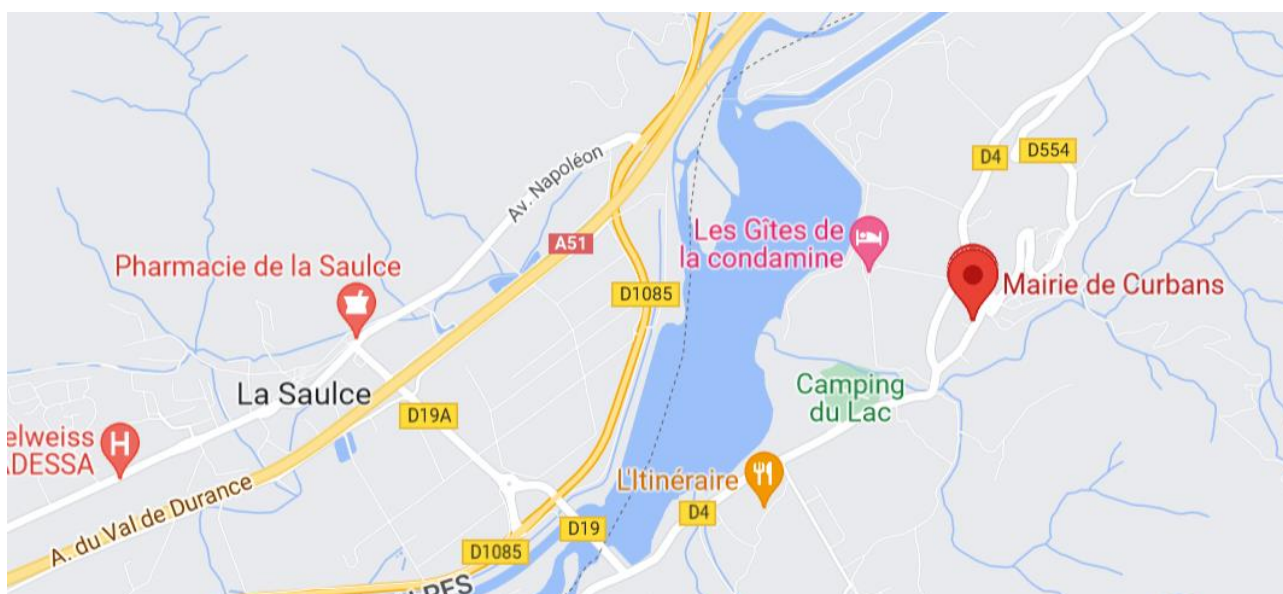 Av. Napoléon
D4
D554
A51
Les Gîtes de
la condamine
Pharmacie de la Saulce
D1085
Mairie de Curbans
La Saulce
D19A
Camping
du Lac
elweiss
ADESSA
L'Itinéraire
A. du Val de Durance
D4
D19
D1085